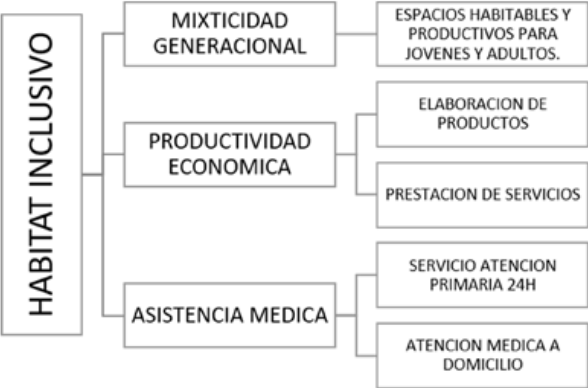 HABITAT INCLUSIVO
MIXTICIDAD
GENERACIONAL
ESPACIOS HABITABLES Y
PRODUCTIVOS PARA
JOVENES Y ADULTOS.
PRODUCTIVIDAD
ECONOMICA
ELABORACION DE
PRODUCTOS
PRESTACION DE SERVICIOS
ASISTENCIA MEDICA
SERVICIO ATENCION
PRIMARIA 24H
ATENCION MEDICA A
DOMICILIO